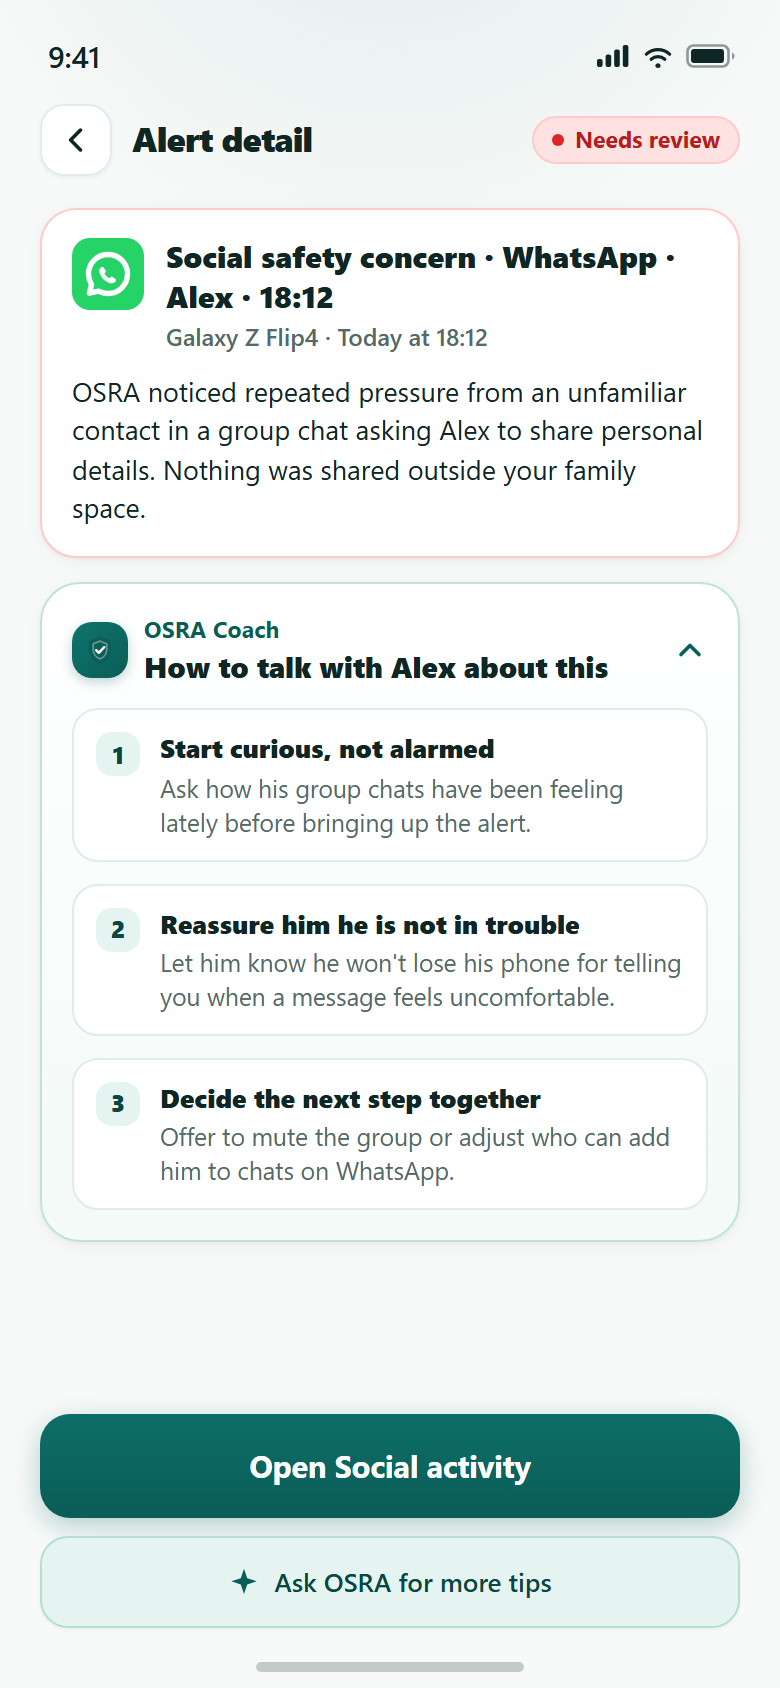 9:41
Alert detail
Needs review
Social safety concern · WhatsApp ·
Alex · 18:12
Galaxy Z Flip4 · Today at 18:12
OSRA noticed repeated pressure from an unfamiliar
contact in a group chat asking Alex to share personal
details. Nothing was shared outside your family
space.
OSRA Coach
How to talk with Alex about this
1
Start curious, not alarmed
Ask how his group chats have been feeling
lately before bringing up the alert.
2
Reassure him he is not in trouble
Let him know he won't lose his phone for telling
you when a message feels uncomfortable.
3
Decide the next step together
Offer to mute the group or adjust who can add
him to chats on WhatsApp.
Open Social activity
Ask OSRA for more tips